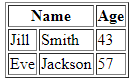 Name Age
Jill Smith 43
Eve Jackson 57